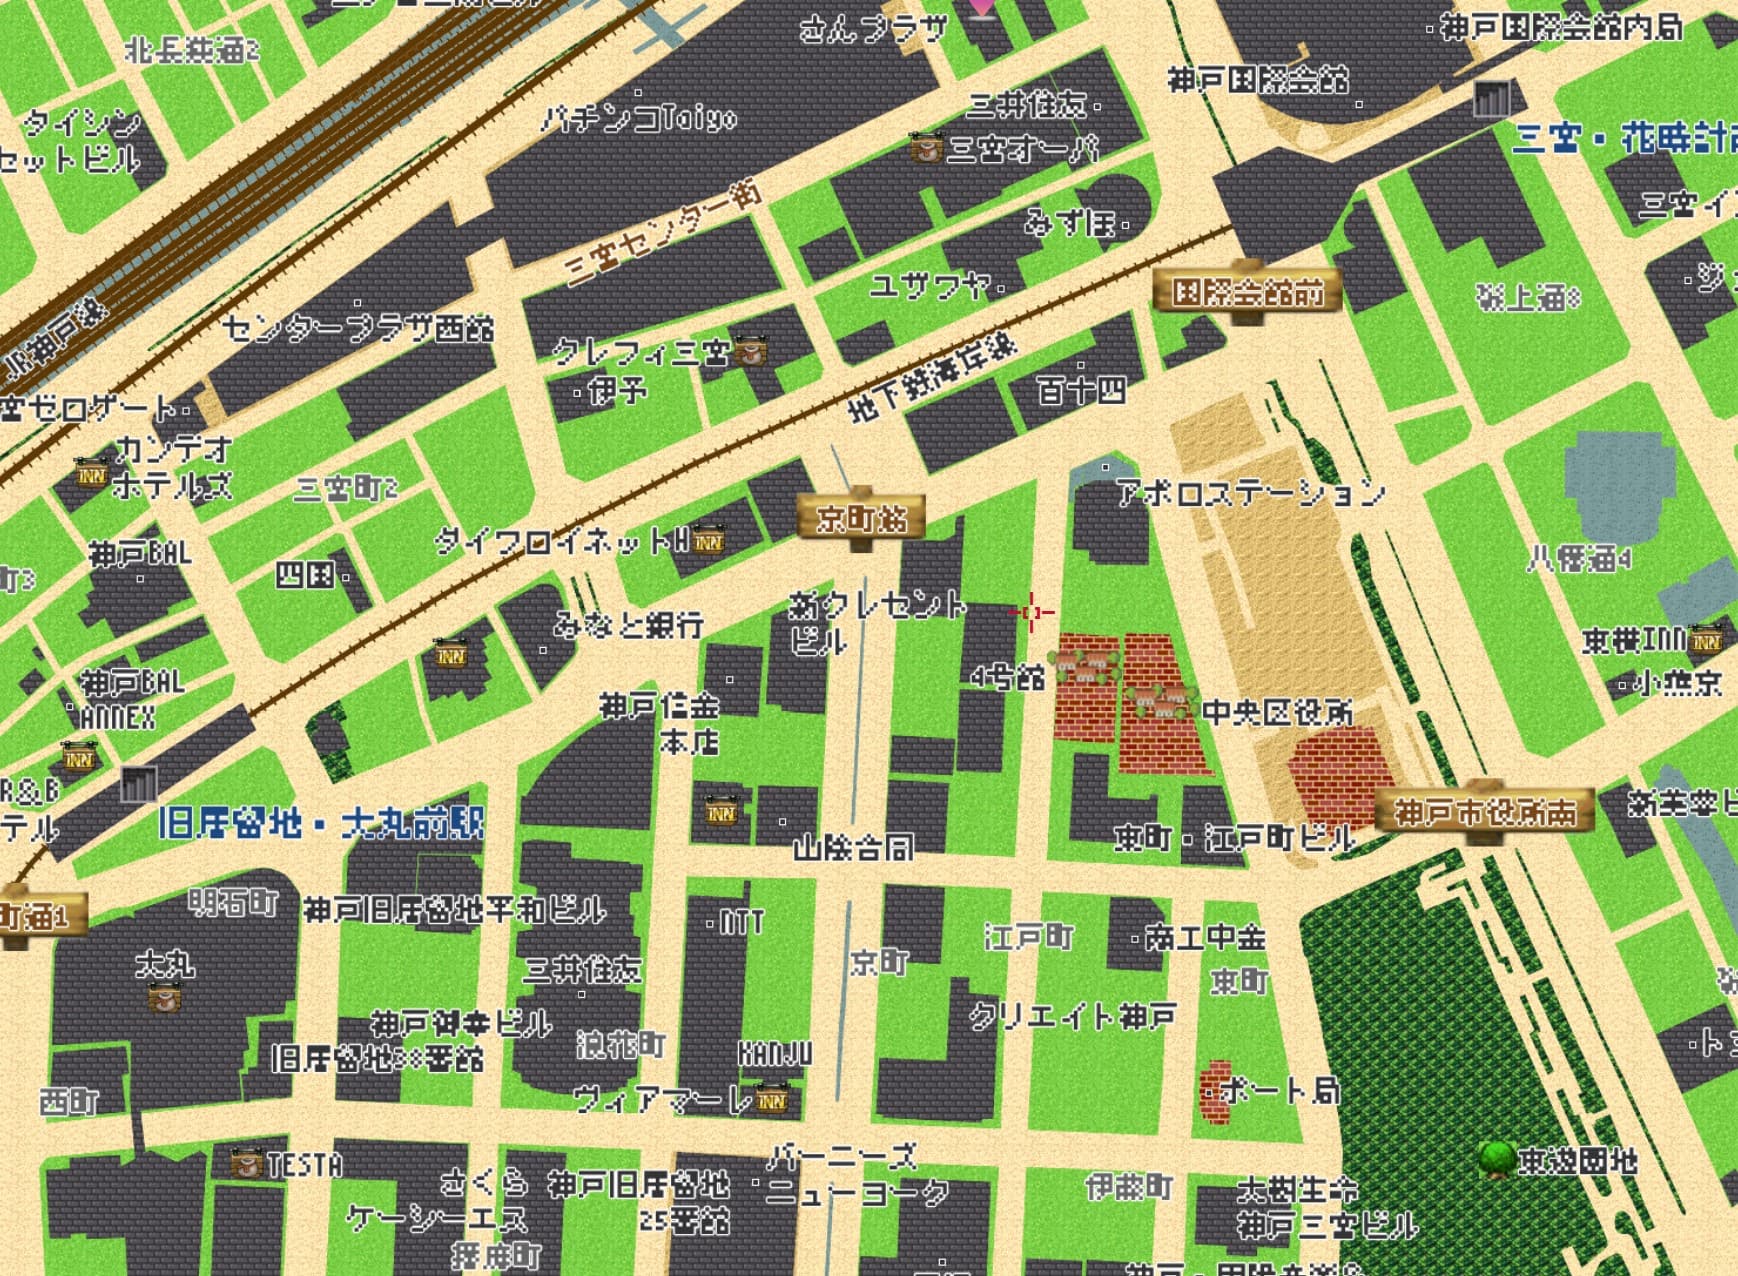 北長狭通2
さんプラザ
神戸国際会館内局
神戸国際会館
タイシン
セットビル
パチンコTaiyo
三井住友
三宮オーパ
三宮・花時計前
三宮イン
三宮センター街
みずほ
ユザワヤ
国際会館前
磯上通8
JR神戸線
センタープラザ西館
クレフィ三宮
伊予
地下鉄海岸線
百十四
宮ゼロゲート
カンデオ
ホテルズ
三宮町2
アポロステーション
京町筋
ダイワロイネットH
神戸BAL
町3
四国
八幡通4
みなと銀行
新クレセント
ビル
東横INN
INN
小燕京
神戸BAL
ANNEX
4号館
神戸信金
本店
中央区役所
R&B
テル
旧居留地・大丸前駅
神戸市役所南
山陰合同
東町・江戸町ビル
明石町
町通1
神戸旧居留地平和ビル
NTT
江戸町
商工中金
京町
大丸
三井住友
東町
クリエイト神戸
神戸御幸ビル
旧居留地38番館
浪花町
KANJU
ヴィアマーレ
ポート局
西町
TESTA
バーニーズ
ニューヨーク
東遊園地
さくら
ケーシーエス
神戸旧居留地
25番館
伊藤町
大樹生命
神戸三宮ビル
播磨町